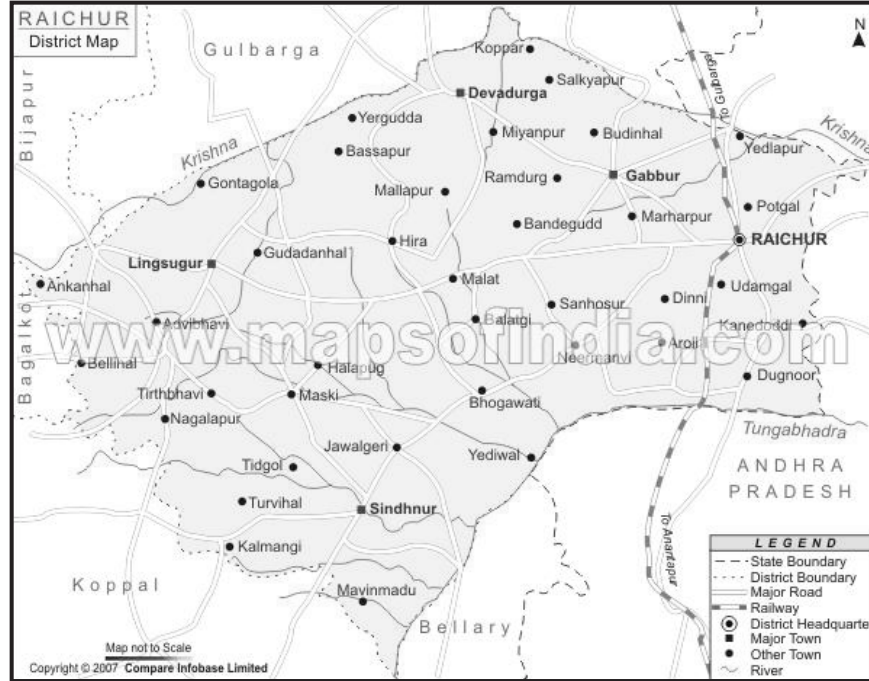 RAICHUR
District Map
N
Gulbarga
Bijapur
Koppar
Salkyapur
To Gulbarga
Devadurga
Yergudda
Miyanpur
Budinhal
Krishna
Yedlapur
Krishna
Bassapur
Gontagola
Mallapur
Ramdurg
Gabbur
Potgal
Marharpur
Bandegudd
Hira
RAICHUR
Gudadanhal
Lingsugur
Malat
Ankanhal
Udamgal
Dinni
Sanhosur
Bagalkot
Advibhavi
Balatgi
Kanedoddi
www.mapsofindia.com
Neermanvi
Aroli
Bellihal
Halapug
Dugnoor
Tirthbhavi
Maski
Bhogawati
Nagalapur
Tungabhadra
Jawalgeri
Yediwal
Tidgol
ANDHRA
PRADESH
Turvihal
Sindhnur
To Anantapur
Kalmangi
Koppal
Mavinmadu
Bellary
LEGEND
State Boundary
District Boundary
Major Road
Railway
District Headquarte
Major Town
Other Town
River
Map not to Scale
Copyright © 2007 Compare Infobase Limited